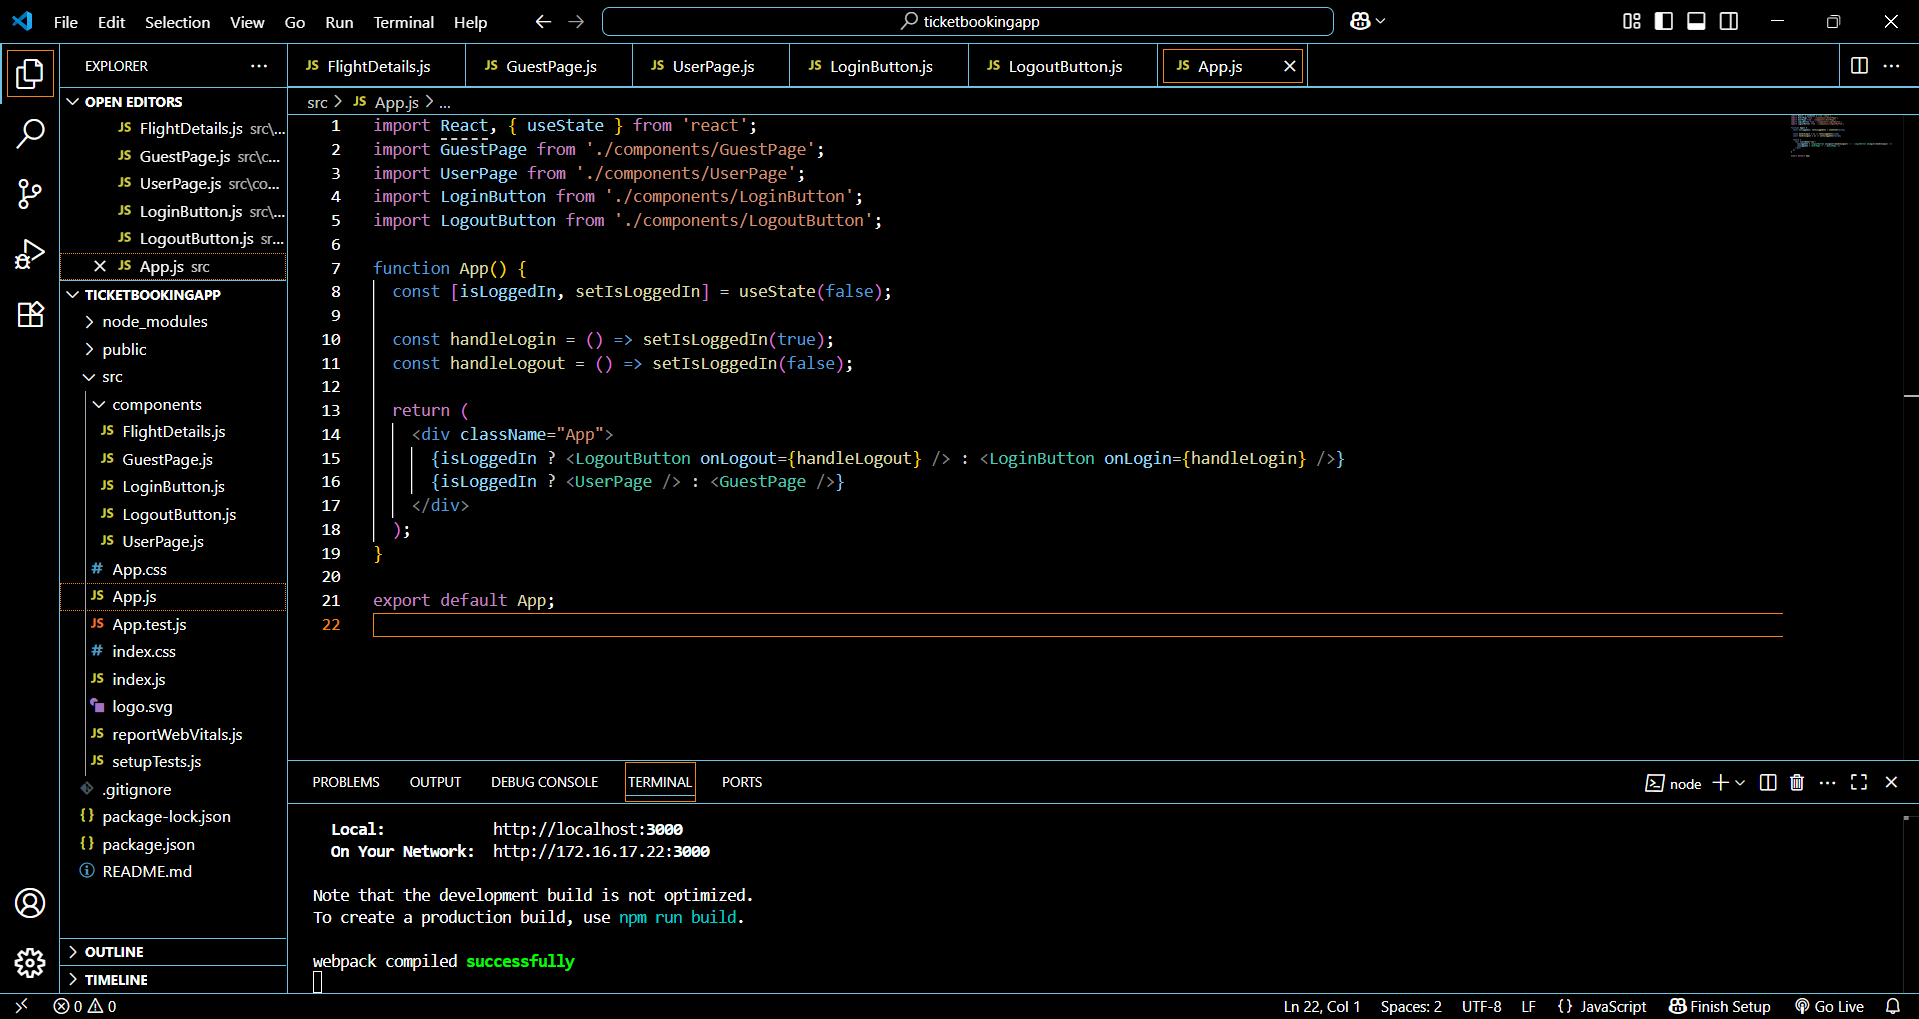 File Edit Selection View Go Run Terminal Help
ticketbookingapp
EXPLORER
OPEN EDITORS
JS FlightDetails.js src\...
JS GuestPage.js src\c...
JS UserPage.js src\co...
JS LoginButton.js src\...
JS LogoutButton.js sr...
JS App.js src
TICKETBOOKINGAPP
node_modules
public
src
components
JS FlightDetails.js
JS GuestPage.js
JS LoginButton.js
JS LogoutButton.js
JS UserPage.js
# App.css
JS App.js
JS App.test.js
# index.css
JS index.js
logo.svg
JS reportWebVitals.js
JS setupTests.js
.gitignore
{} package-lock.json
{} package.json
README.md
OUTLINE
TIMELINE
JS FlightDetails.js JS GuestPage.js JS UserPage.js JS LoginButton.js JS LogoutButton.js JS App.js
src > JS App.js > ...
1 import React, { useState } from 'react';
2 import GuestPage from './components/GuestPage';
3 import UserPage from './components/UserPage';
4 import LoginButton from './components/LoginButton';
5 import LogoutButton from './components/LogoutButton';
6
7 function App() {
8 const [isLoggedIn, setIsLoggedIn] = useState(false);
9
10 const handleLogin = () => setIsLoggedIn(true);
11 const handleLogout = () => setIsLoggedIn(false);
12
13 return (
14 <div className="App">
15 {isLoggedIn ? <LogoutButton onLogout={handleLogout} /> : <LoginButton onLogin={handleLogin} />}
16 {isLoggedIn ? <UserPage /> : <GuestPage />}
17 </div>
18 );
19 }
20
21 export default App;
22
PROBLEMS OUTPUT DEBUG CONSOLE TERMINAL PORTS
node
Local: http://localhost:3000
On Your Network: http://172.16.17.22:3000
Note that the development build is not optimized.
To create a production build, use npm run build.
webpack compiled successfully
0 0
Ln 22, Col 1 Spaces: 2 UTF-8 LF {} JavaScript Finish Setup Go Live